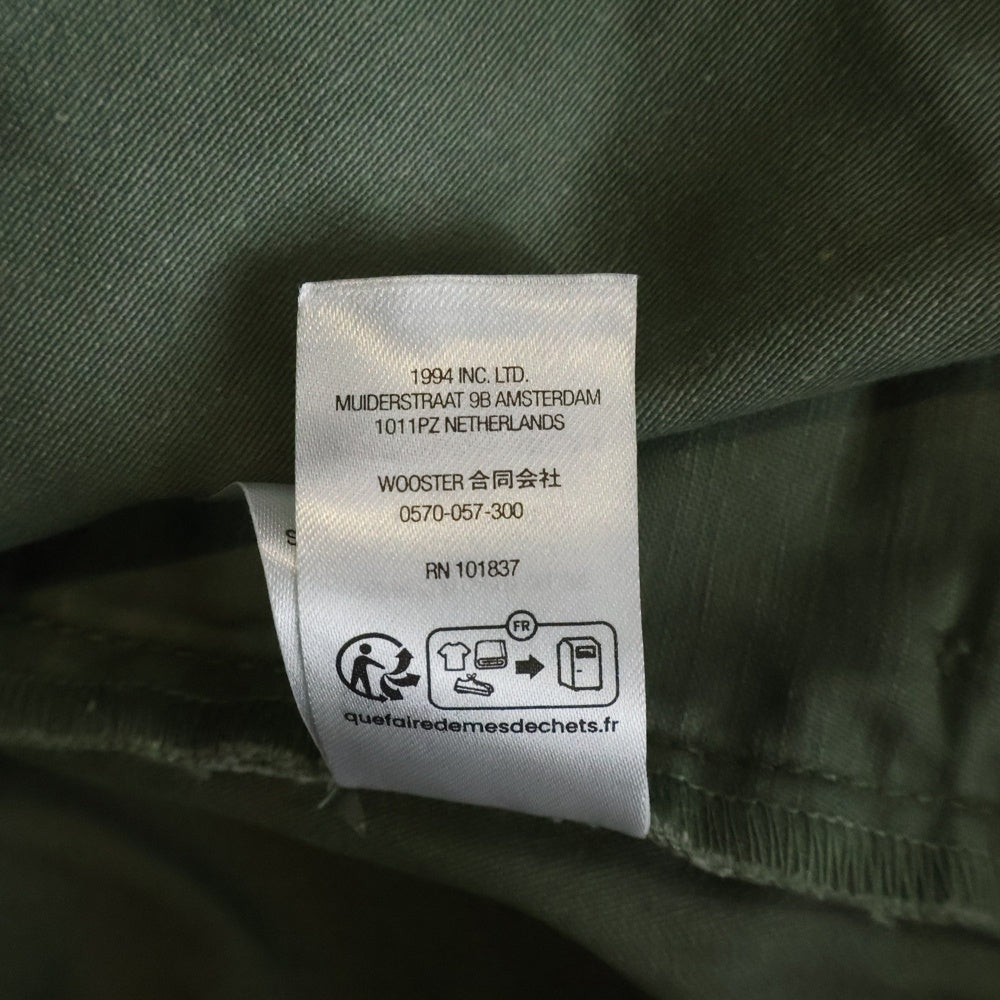 1994 INC. LTD.
MUIDERSTRAAT 9B AMSTERDAM
1011PZ NETHERLANDS
WOOSTER 合同会社
0570-057-300
RN 101837
FR
quefairedemesdechets.fr
S